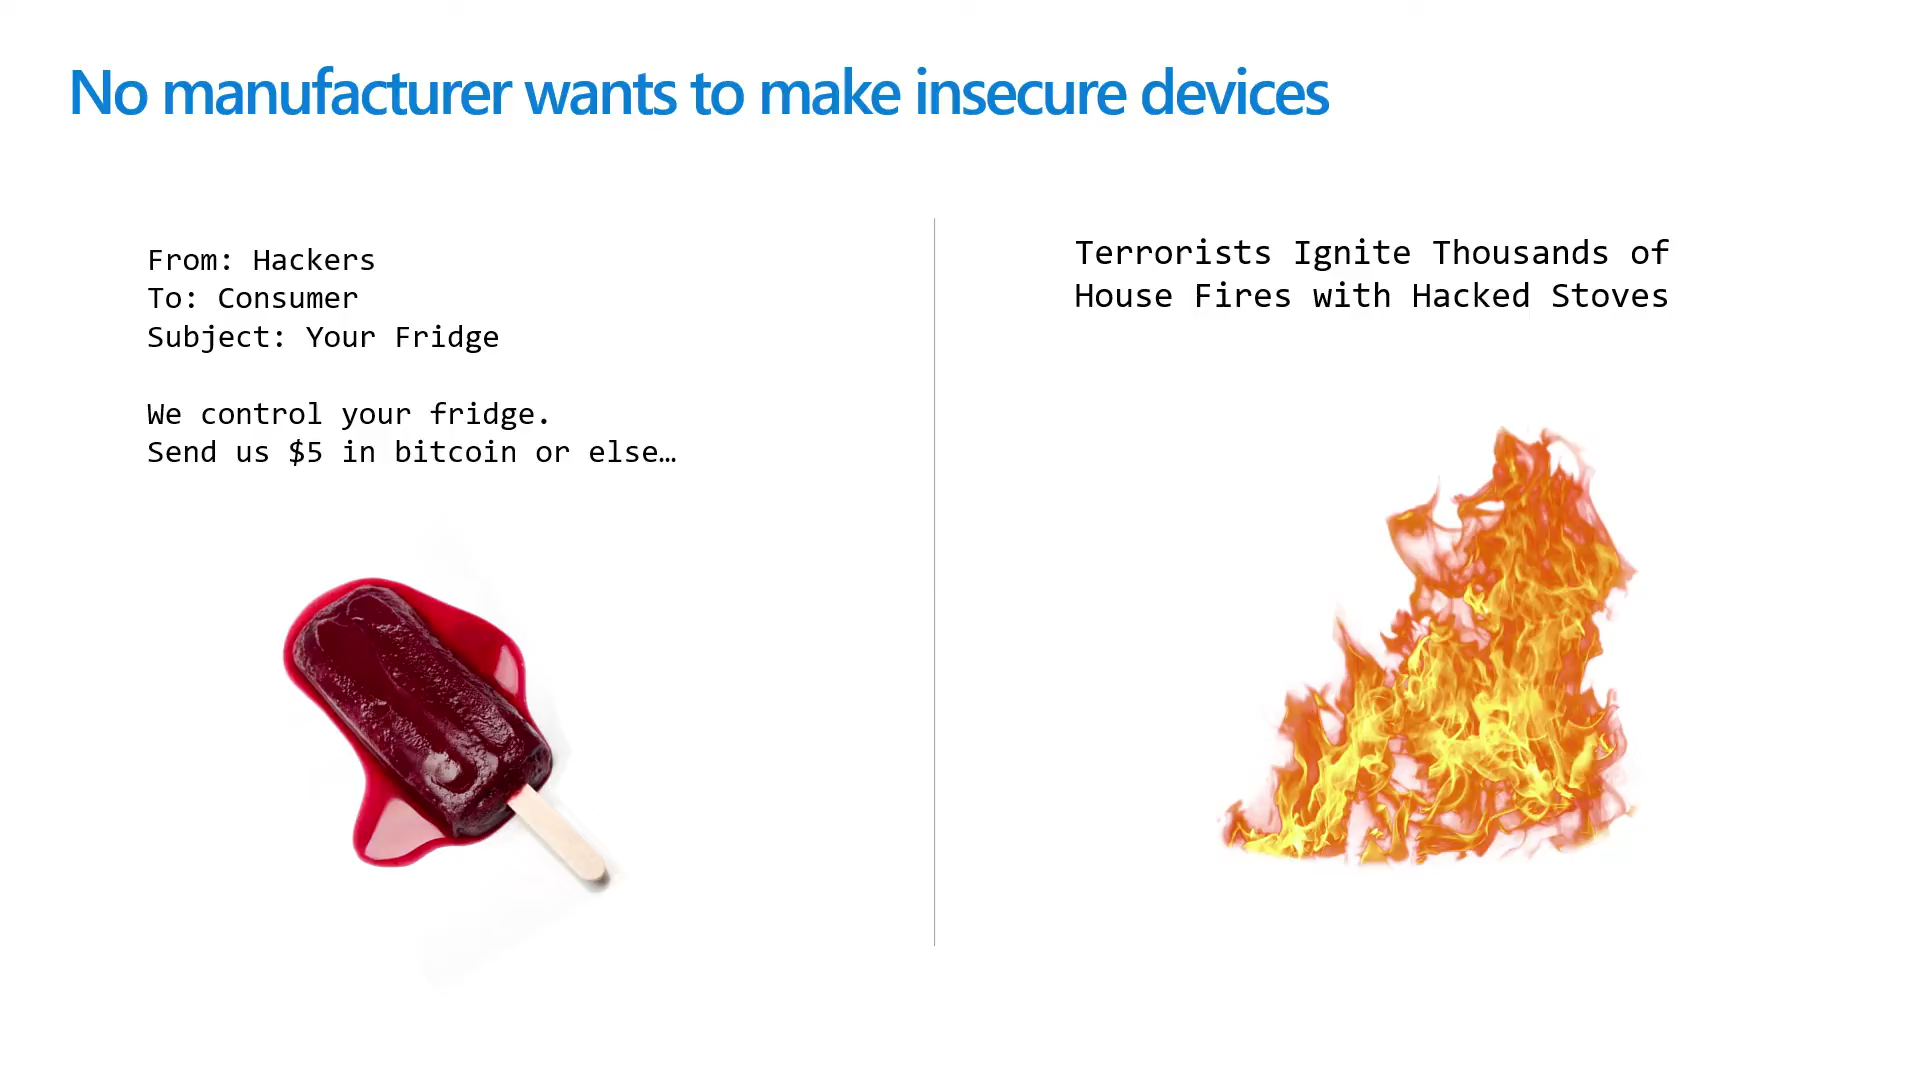 No manufacturer wants to make insecure devices
From: Hackers
To: Consumer
Subject: Your Fridge
We control your fridge.
Send us $5 in bitcoin or else…
Terrorists Ignite Thousands of
House Fires with Hacked Stoves